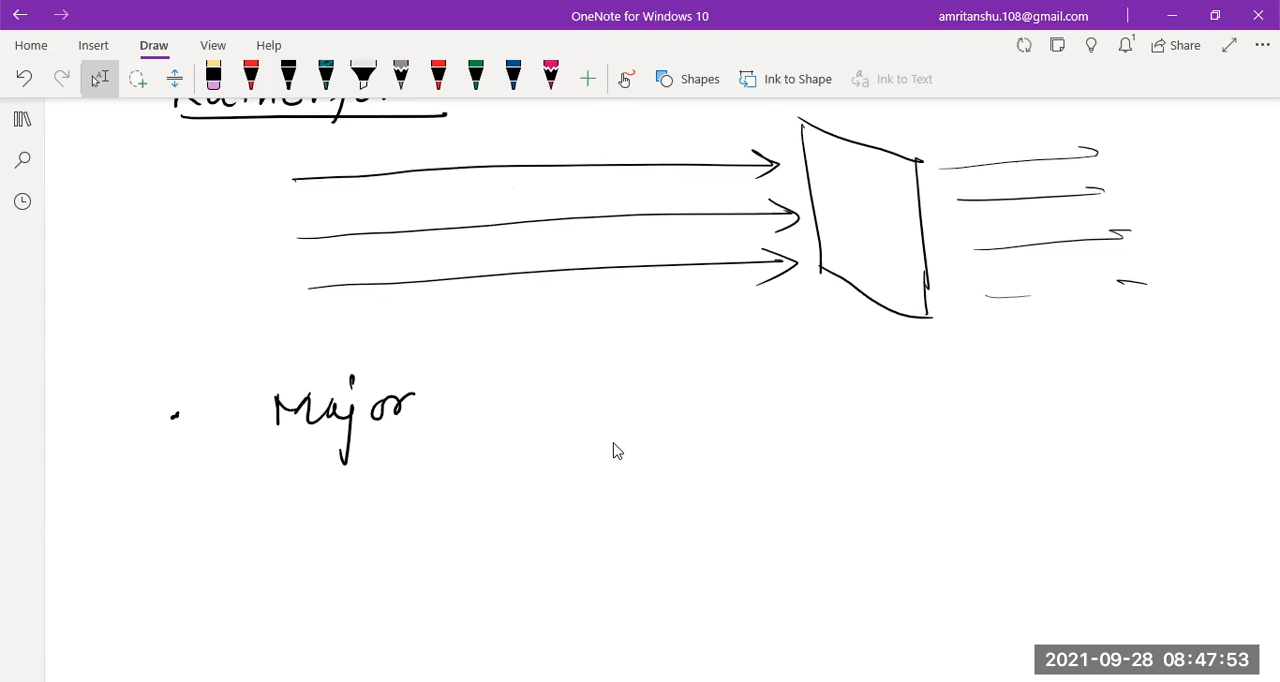 OneNote for Windows 10
amritanshu.108@gmail.com
Home Insert Draw View Help
1 Share
Shapes Ink to Shape Ink to Text
Major
2021-09-28 08:47:53